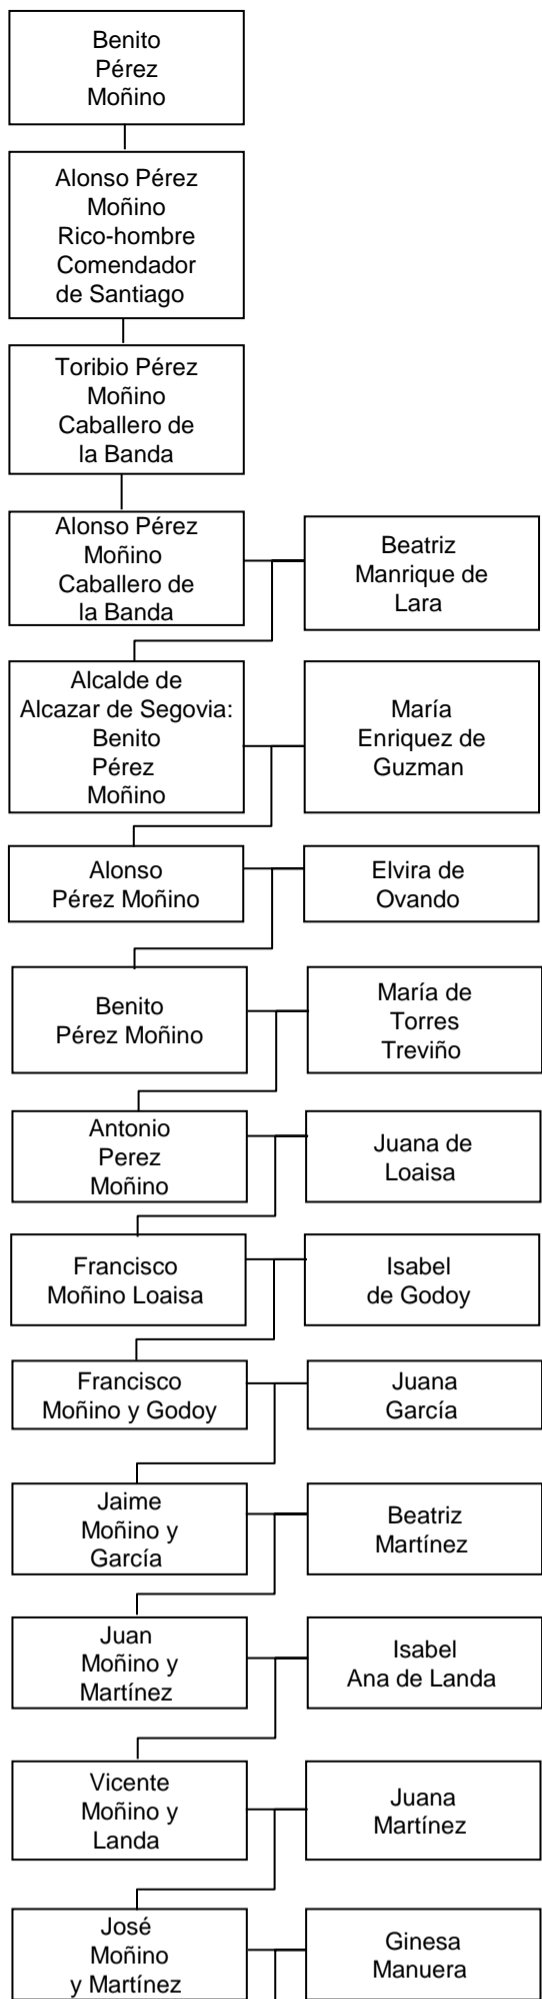 Benito
Pérez
Moñino
Alonso Pérez
Moñino
Rico-hombre
Comendador
de Santiago
Toribio Pérez
Moñino
Caballero de
la Banda
Alonso Pérez
Moñino
Caballero de
la Banda
Beatriz
Manrique de
Lara
Alcalde de
Alcazar de Segovia:
Benito
Pérez
Moñino
María
Enriquez de
Guzman
Alonso
Pérez Moñino
Elvira de
Ovando
Benito
Pérez Moñino
María de
Torres
Treviño
Antonio
Perez
Moñino
Juana de
Loaisa
Francisco
Moñino Loaisa
Isabel
de Godoy
Francisco
Moñino y Godoy
Juana
García
Jaime
Moñino y
García
Beatriz
Martínez
Juan
Moñino y
Martínez
Isabel
Ana de Landa
Vicente
Moñino y
Landa
Juana
Martínez
José
Moñino
y Martínez
Ginesa
Manuera